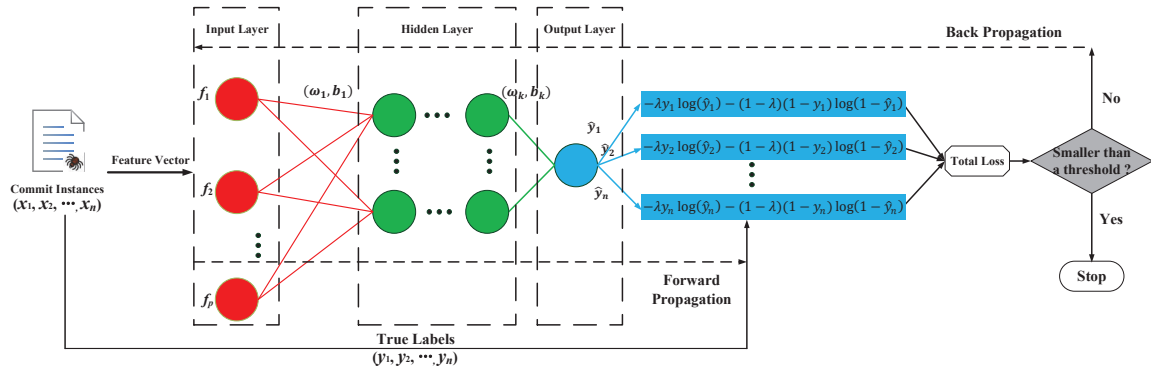 Input Layer
Hidden Layer
Output Layer
Back Propagation
f₁
(ω₁, b₁)
(ω_k, b_k)
No
−λy₁ log(ŷ₁) − (1 − λ)(1 − y₁) log(1 − ŷ₁)
ŷ₁
Feature Vector
ŷ₂
−λy₂ log(ŷ₂) − (1 − λ)(1 − y₂) log(1 − ŷ₂)
Total Loss
Smaller than
a threshold ?
Commit Instances
(x₁, x₂, ···, xₙ)
f₂
ŷₙ
−λyₙ log(ŷₙ) − (1 − λ)(1 − yₙ) log(1 − ŷₙ)
Yes
Forward
Propagation
Stop
fₚ
True Labels
(y₁, y₂, ···, yₙ)